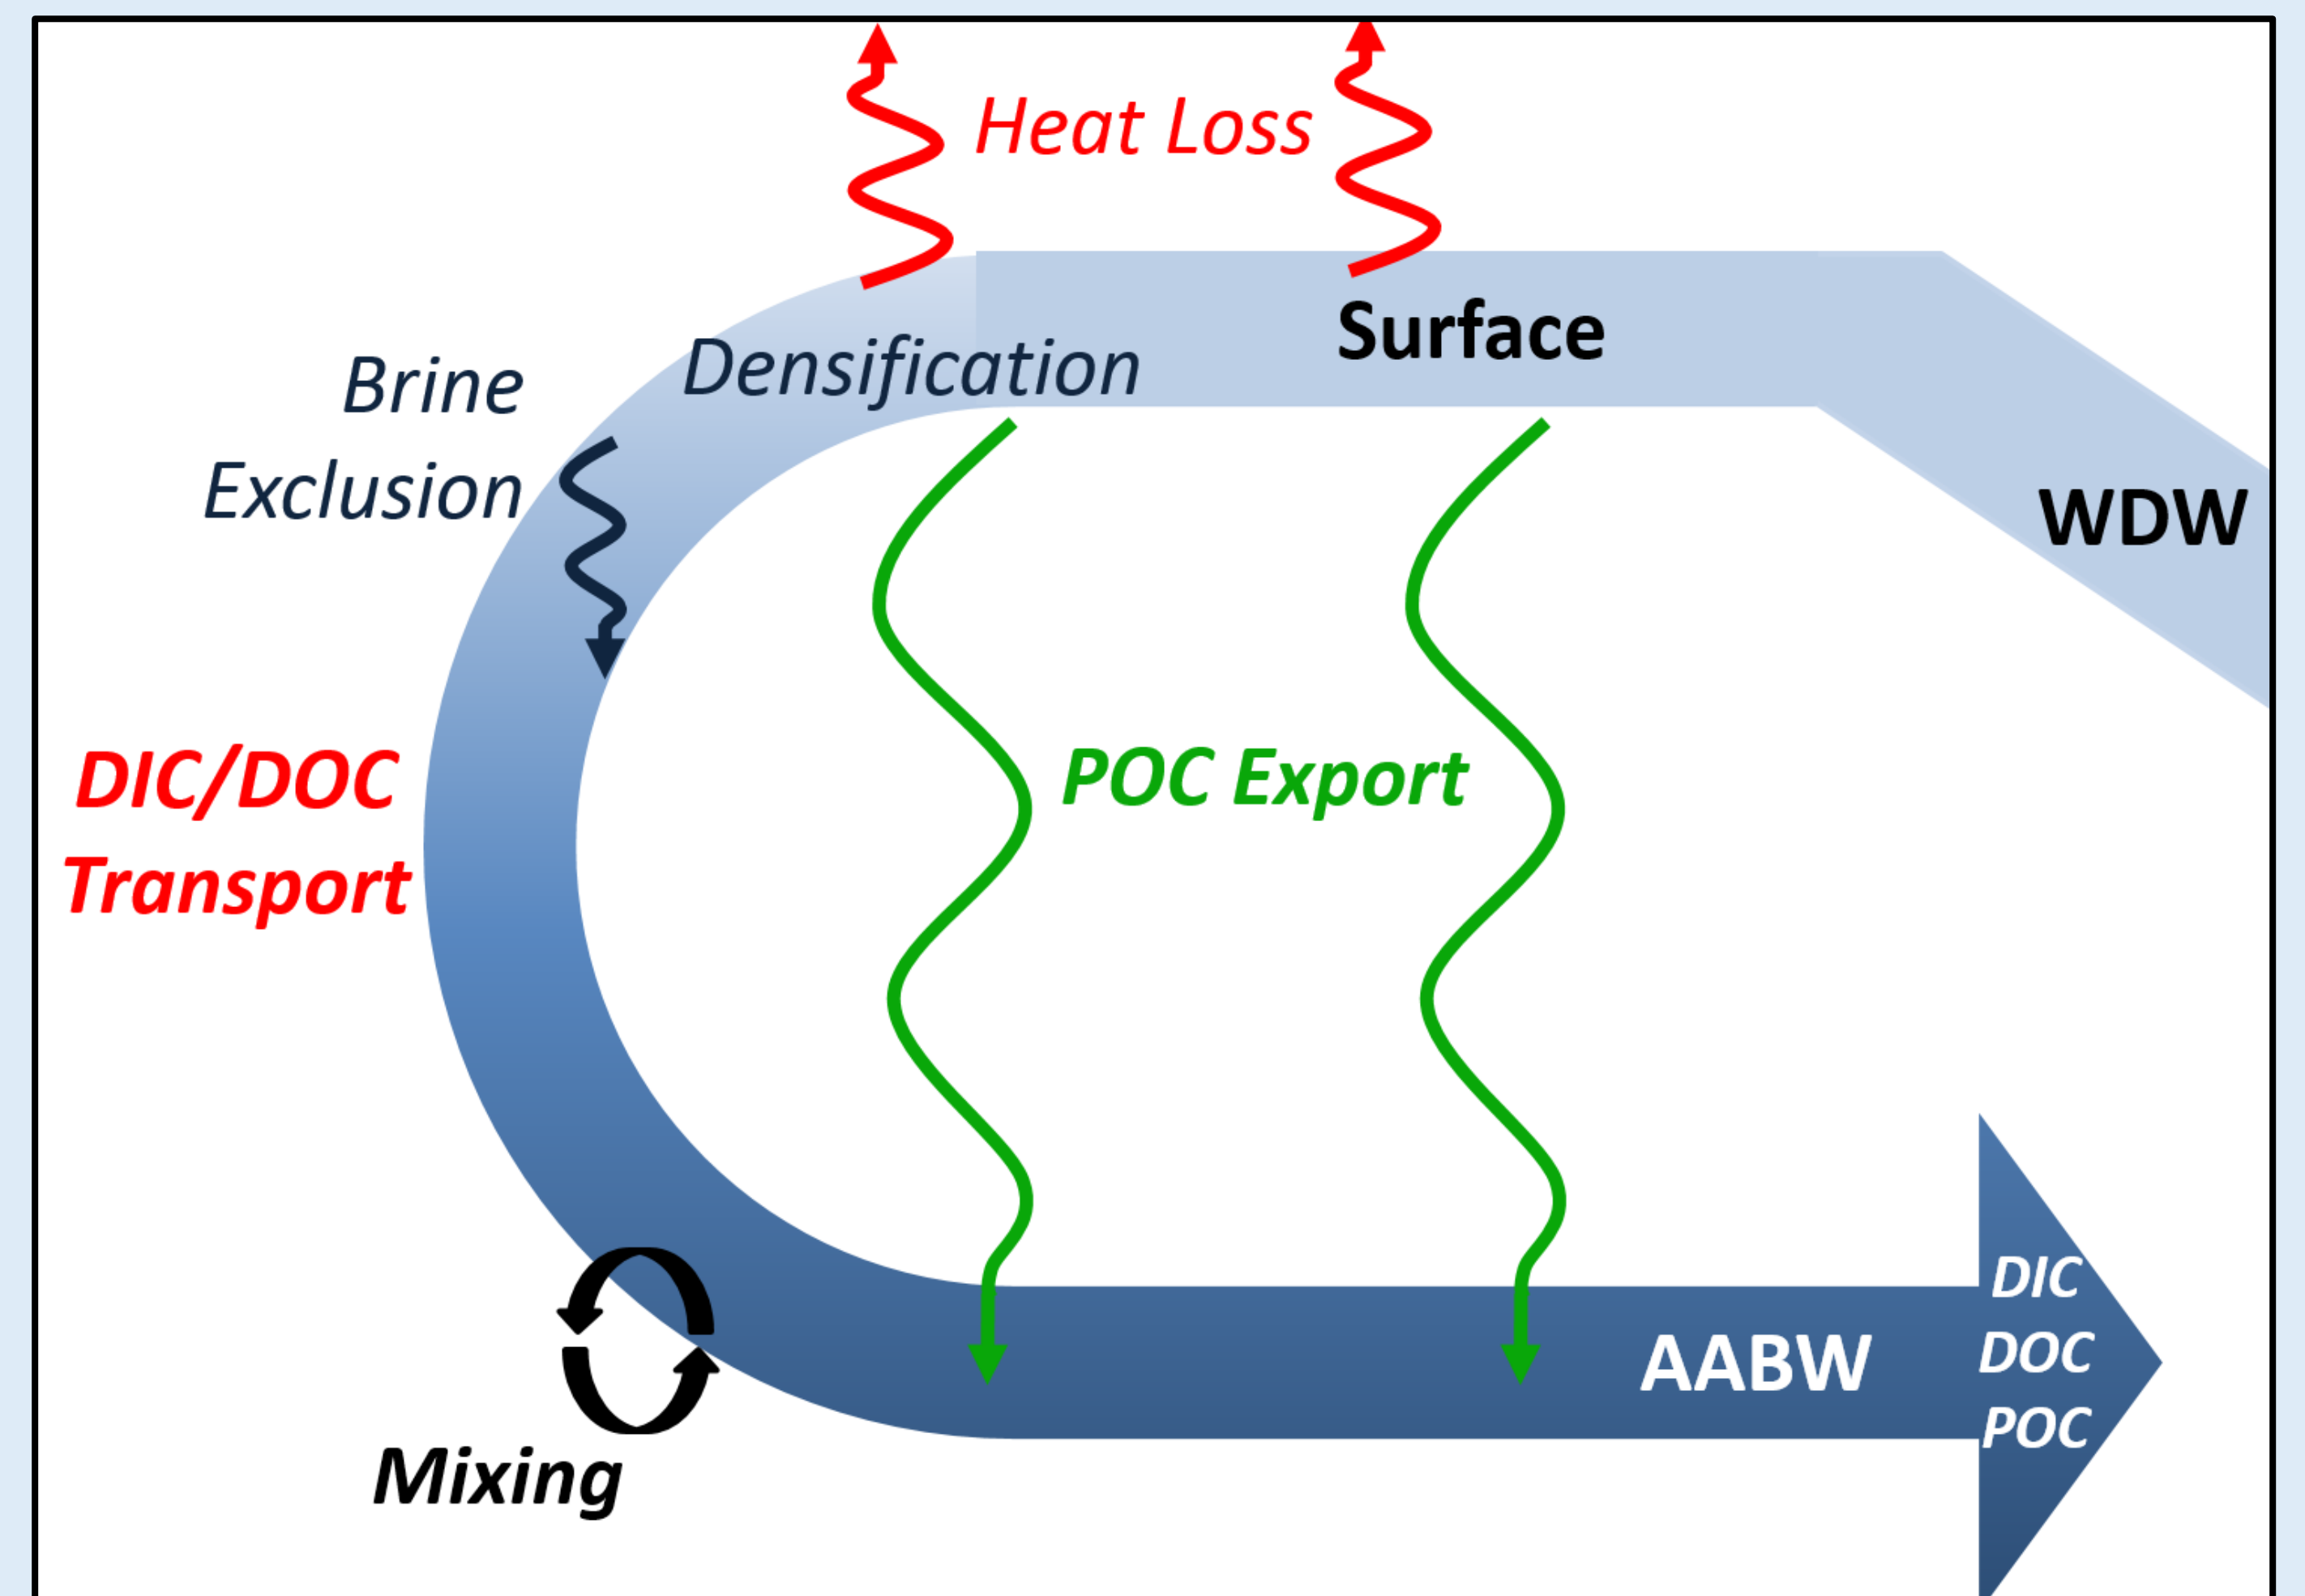 Heat Loss
Surface
Densification
Brine
Exclusion
WDW
DIC/DOC
Transport
POC Export
DIC
DOC
POC
AABW
Mixing